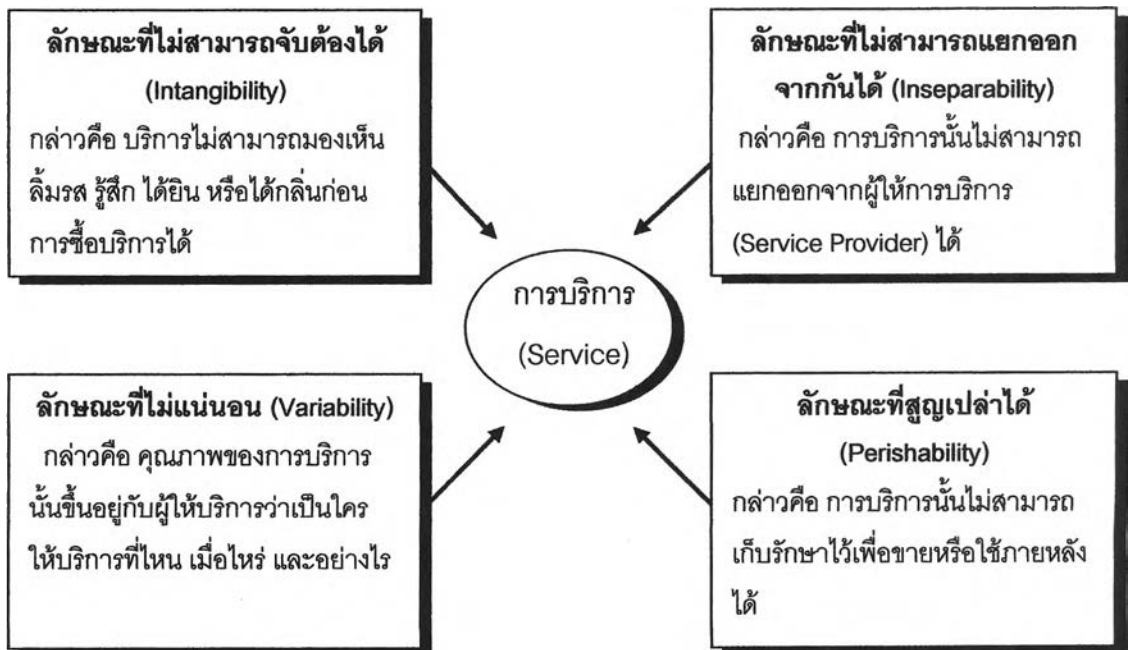 ลักษณะที่ไม่สามารถจับต้องได้
(Intangibility)
กล่าวคือ บริการไม่สามารถมองเห็น
ลิ้มรส รู้สึก ได้ยิน หรือได้กลิ่นก่อน
การซื้อบริการได้
ลักษณะที่ไม่สามารถแยกออก
จากกันได้ (Inseparability)
กล่าวคือ การบริการนั้นไม่สามารถ
แยกออกจากผู้ให้การบริการ
(Service Provider) ได้
การบริการ
(Service)
ลักษณะที่ไม่แน่นอน (Variability)
กล่าวคือ คุณภาพของการบริการ
นั้นขึ้นอยู่กับผู้ให้บริการว่าเป็นใคร
ให้บริการที่ไหน เมื่อไหร่ และอย่างไร
ลักษณะที่สูญเปล่าได้
(Perishability)
กล่าวคือ การบริการนั้นไม่สามารถ
เก็บรักษาไว้เพื่อขายหรือใช้ภายหลัง
ได้